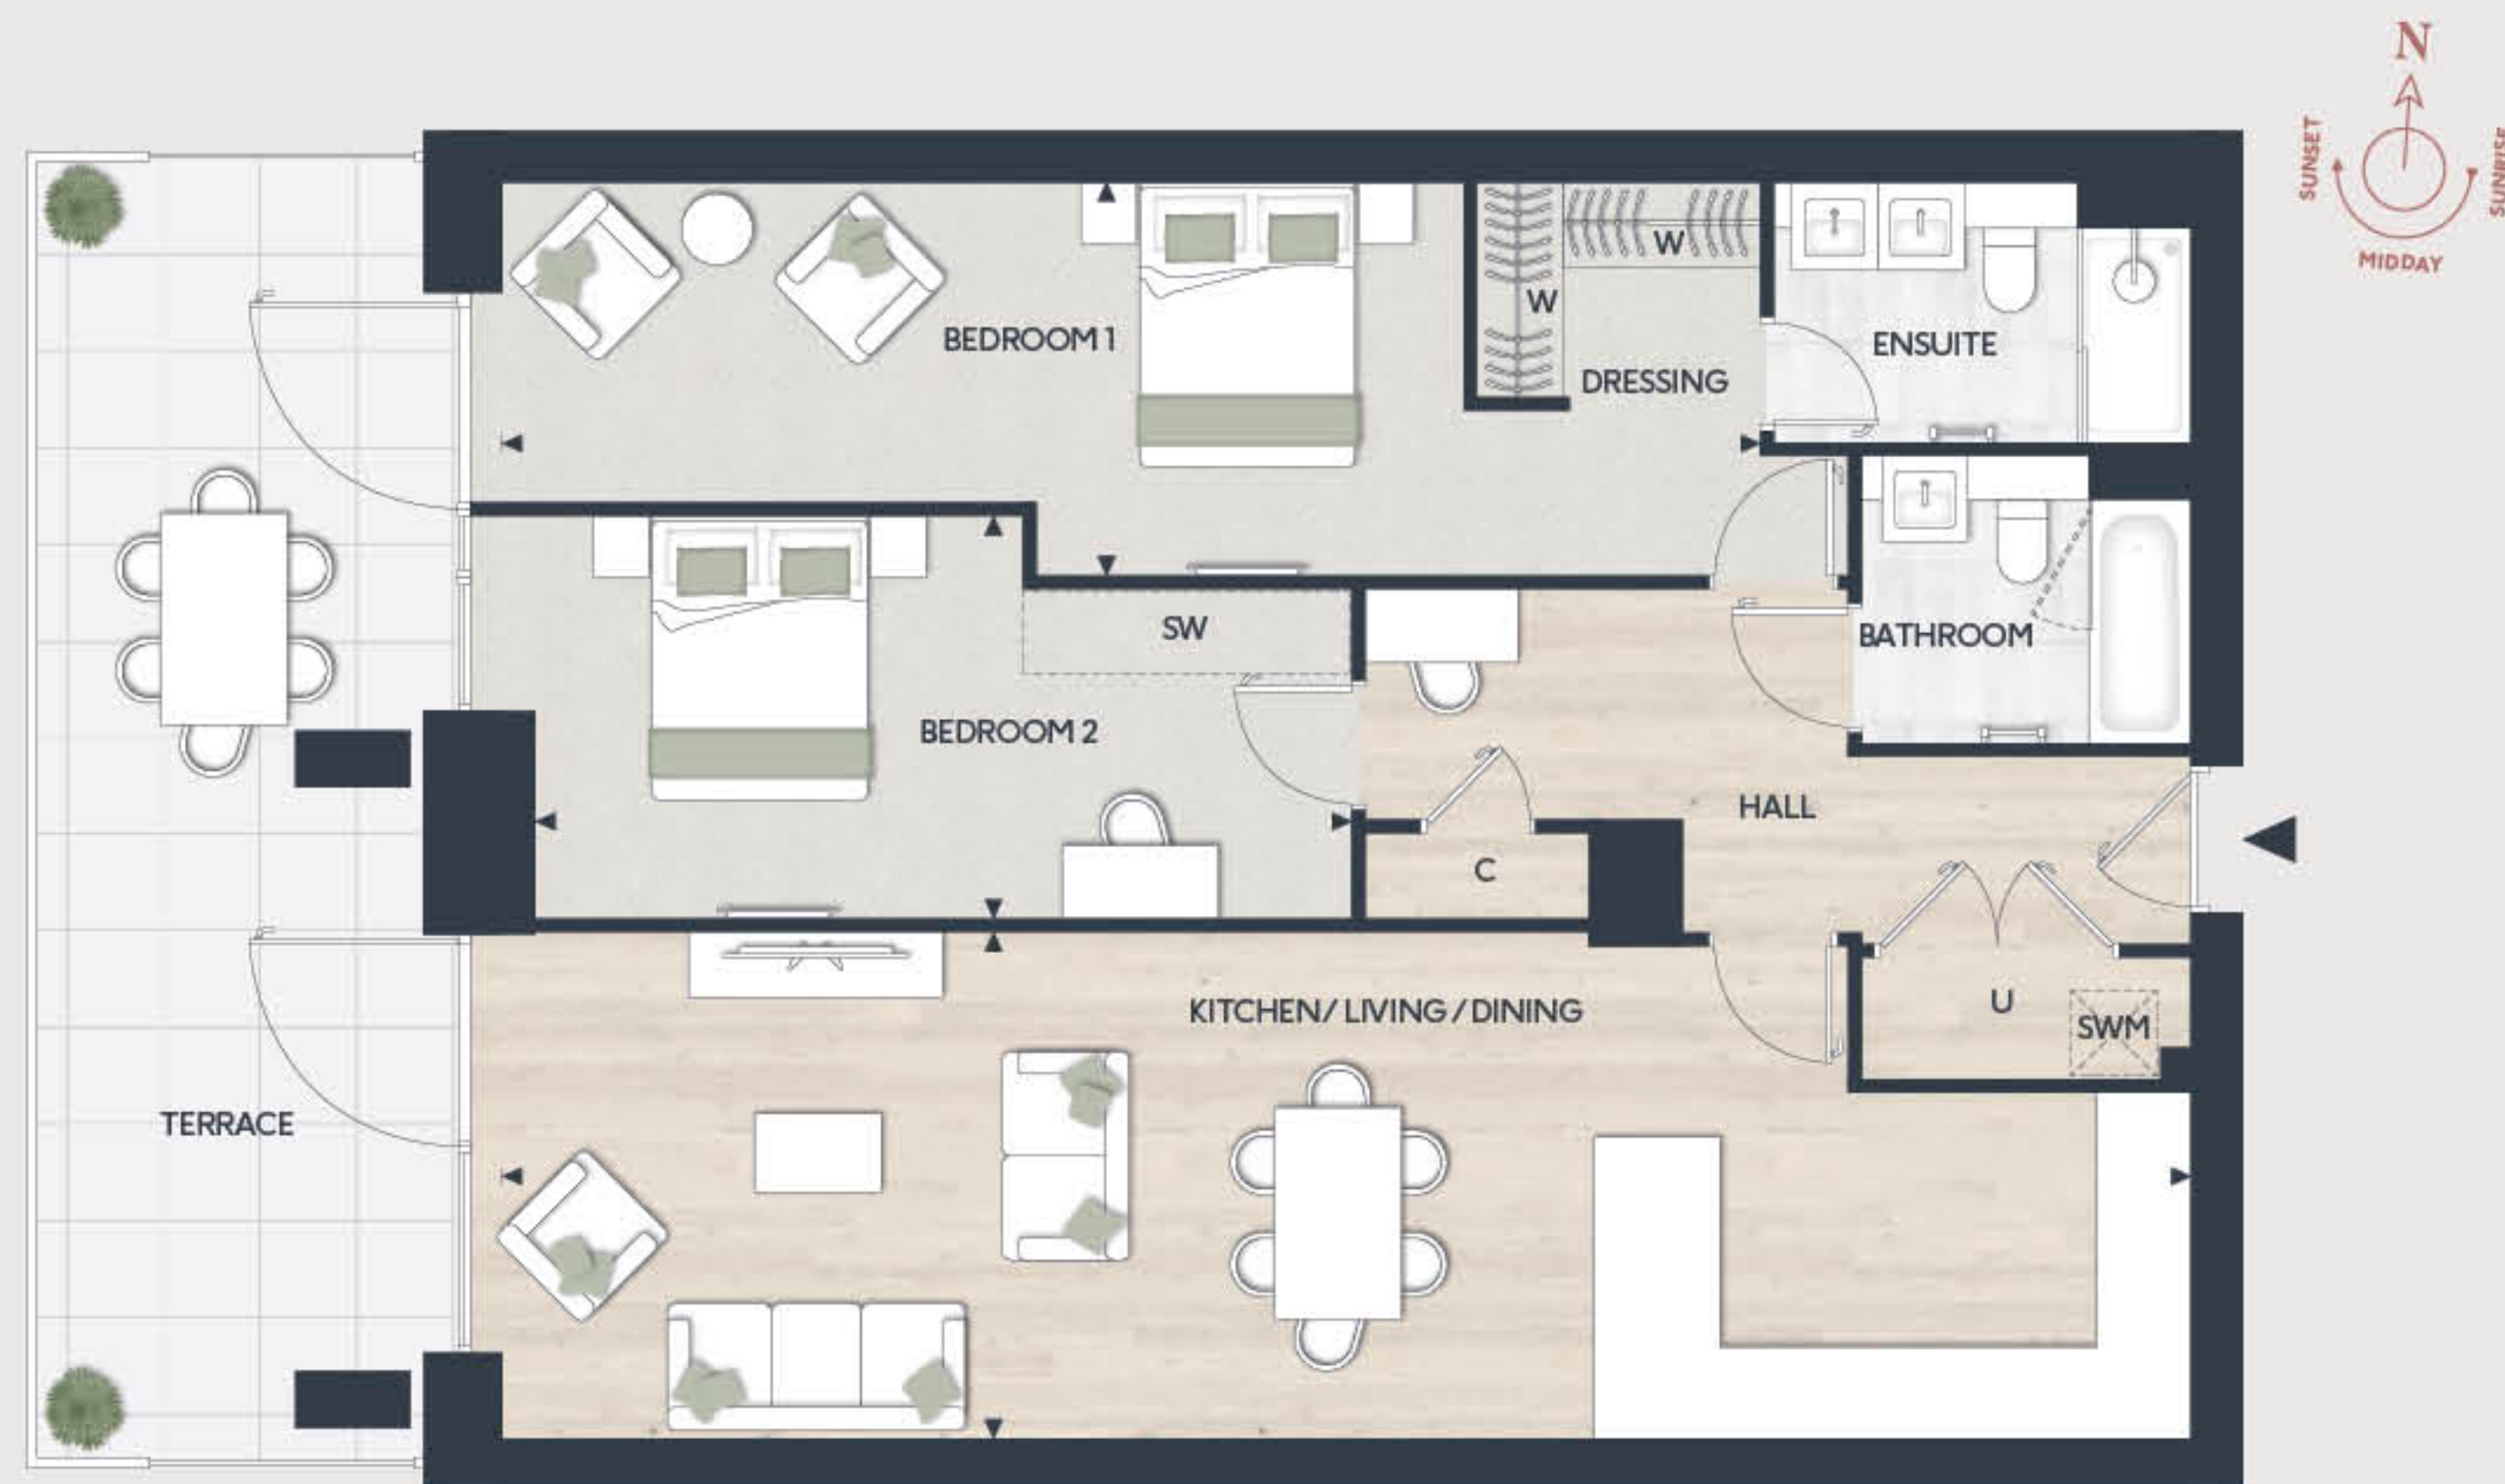 N
SUNSET
SUNRISE
MIDDAY
W
W
BEDROOM 1
ENSUITE
DRESSING
SW
BATHROOM
BEDROOM 2
HALL
C
U
KITCHEN / LIVING / DINING
SWM
TERRACE